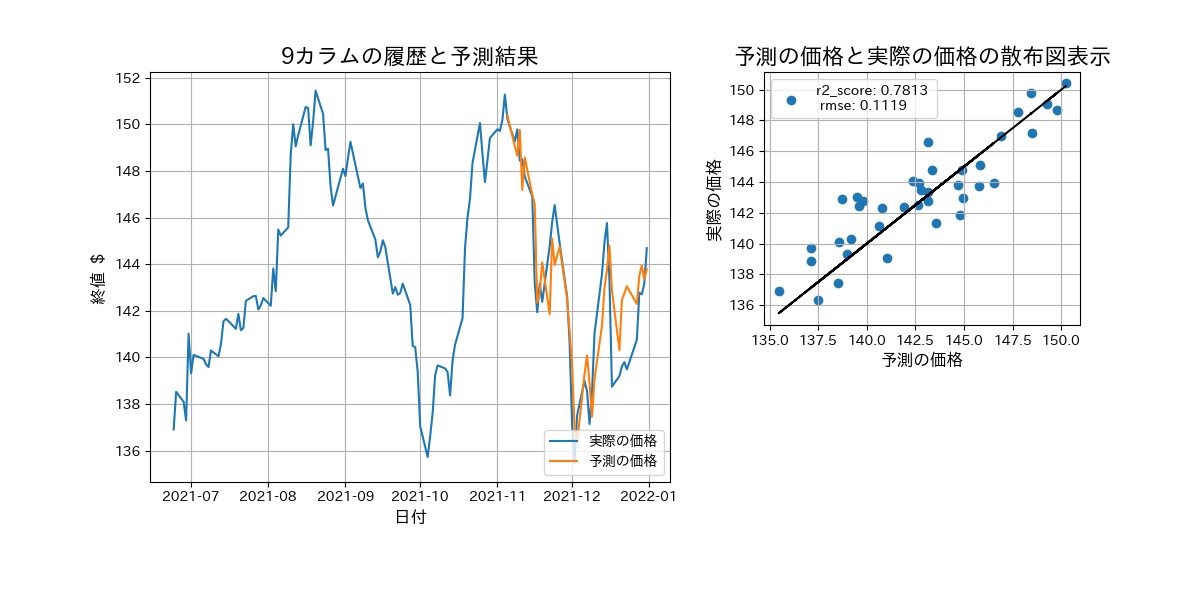 9カラムの履歴と予測結果
152
150
148
146
144
142
140
138
136
終値 $
2021-07 2021-08 2021-09 2021-10 2021-11 2021-12 2022-01
日付
実際の価格
予測の価格
予測の価格と実際の価格の散布図表示
r2_score: 0.7813
rmse: 0.1119
150
148
146
144
142
140
138
136
実際の価格
135.0 137.5 140.0 142.5 145.0 147.5 150.0
予測の価格